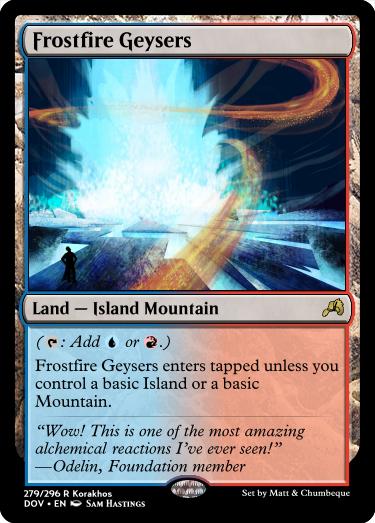 Frostfire Geysers
Land — Island Mountain
( : Add or .)
Frostfire Geysers enters tapped unless you
control a basic Island or a basic
Mountain.
“Wow! This is one of the most amazing
alchemical reactions I've ever seen!”
—Odelin, Foundation member
279/296 R Korakhos
DOV • EN Sam Hastings
Set by Matt & Chumbeque